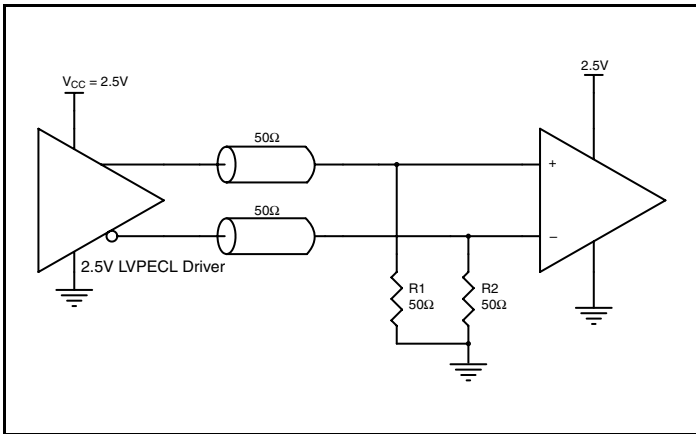 V_CC = 2.5V
2.5V
50Ω
+
50Ω
−
2.5V LVPECL Driver
R1
50Ω
R2
50Ω